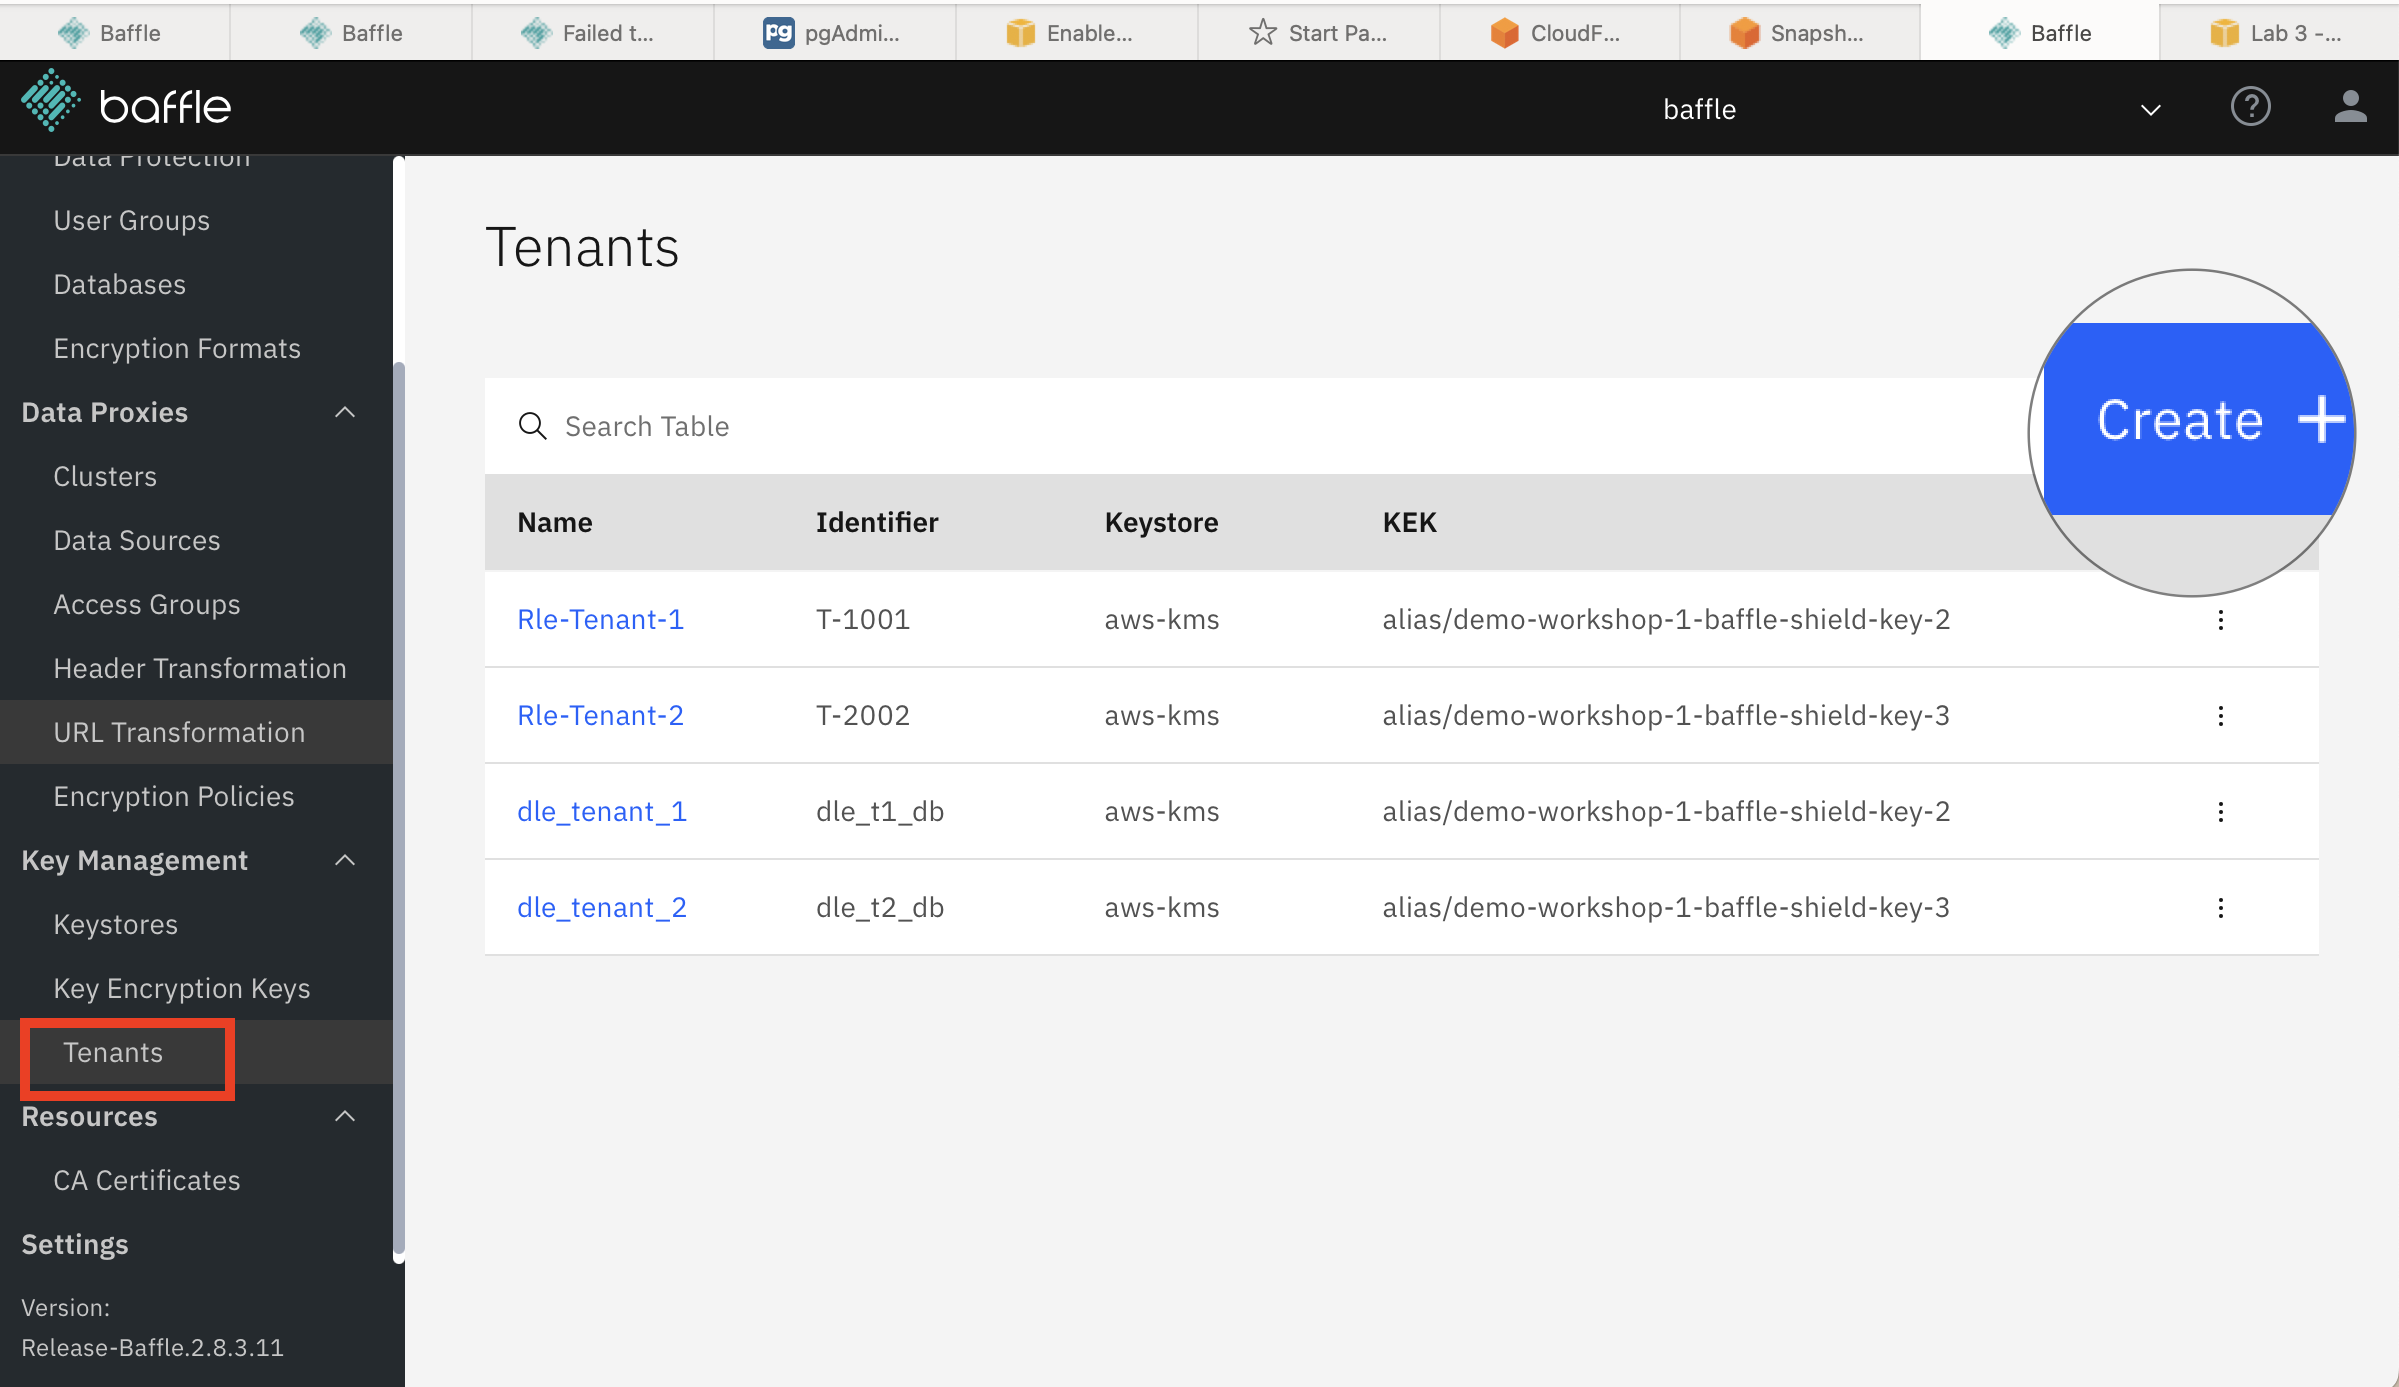 Baffle
Baffle
Failed t...
pgAdmi...
Enable...
Start Pa...
CloudF...
Snapsh...
Baffle
Lab 3 -...
baffle
baffle
Data Protection
User Groups
Databases
Encryption Formats
Data Proxies
Clusters
Data Sources
Access Groups
Header Transformation
URL Transformation
Encryption Policies
Key Management
Keystores
Key Encryption Keys
Tenants
Resources
CA Certificates
Settings
Version:
Release-Baffle.2.8.3.11
Tenants
Search Table
Create +
Name Identifier Keystore KEK
Rle-Tenant-1 T-1001 aws-kms alias/demo-workshop-1-baffle-shield-key-2
Rle-Tenant-2 T-2002 aws-kms alias/demo-workshop-1-baffle-shield-key-3
dle_tenant_1 dle_t1_db aws-kms alias/demo-workshop-1-baffle-shield-key-2
dle_tenant_2 dle_t2_db aws-kms alias/demo-workshop-1-baffle-shield-key-3